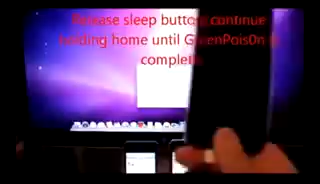 Release sleep button continue
holding home until GreenPois0n is
complete